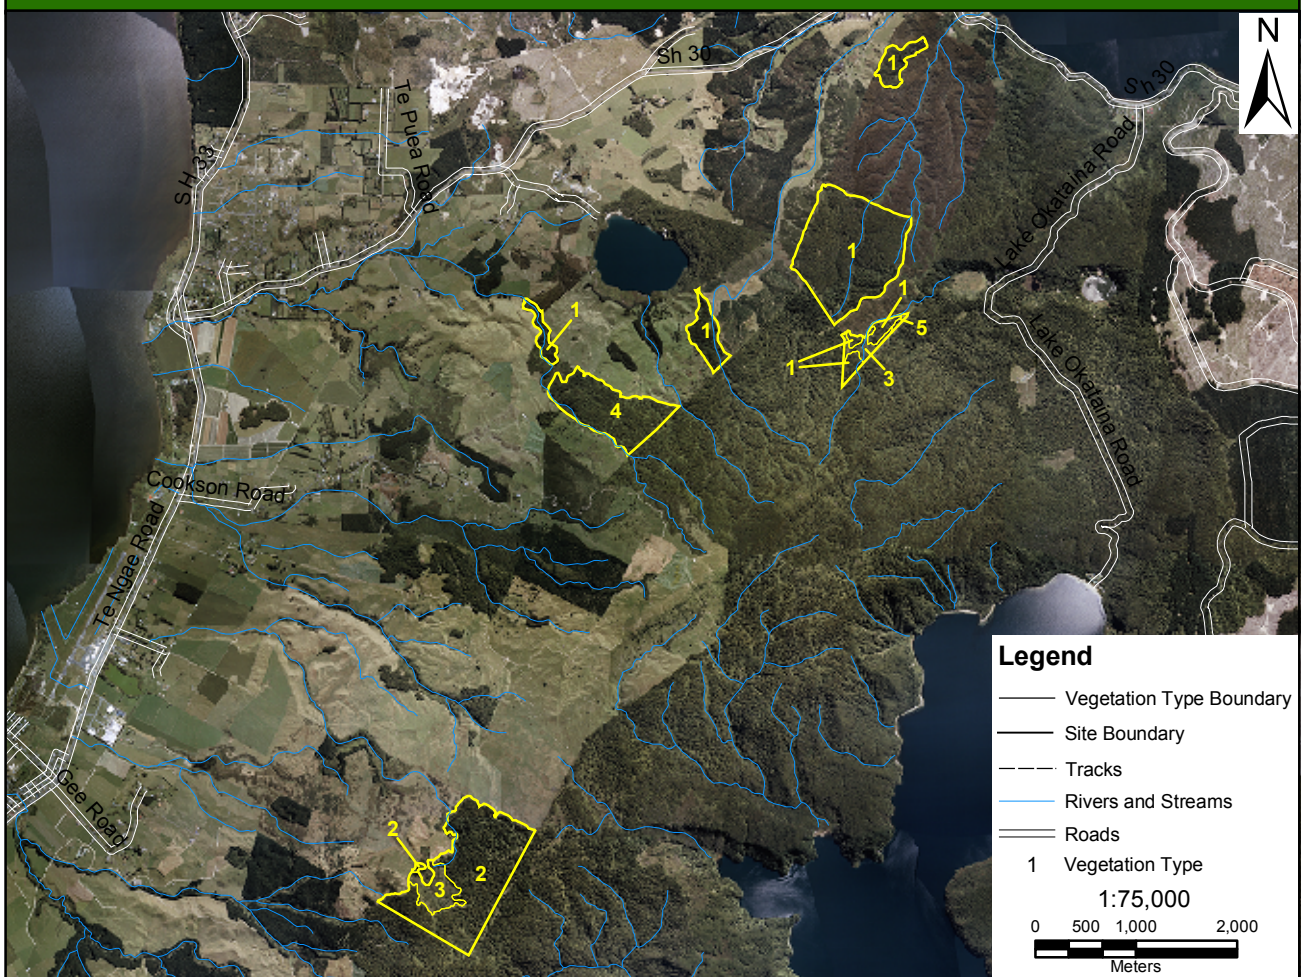 N
1
Sh 30
Sh 30
Te Puea Road
S H 33
Lake Okataina Road
1
1
1
1
5
1
3
4
Lake Okataina Road
Cookson Road
Te Ngae Road
Gee Road
2
2
3
Legend
Vegetation Type Boundary
Site Boundary
Tracks
Rivers and Streams
Roads
1 Vegetation Type
1:75,000
0 500 1,000 2,000
Meters